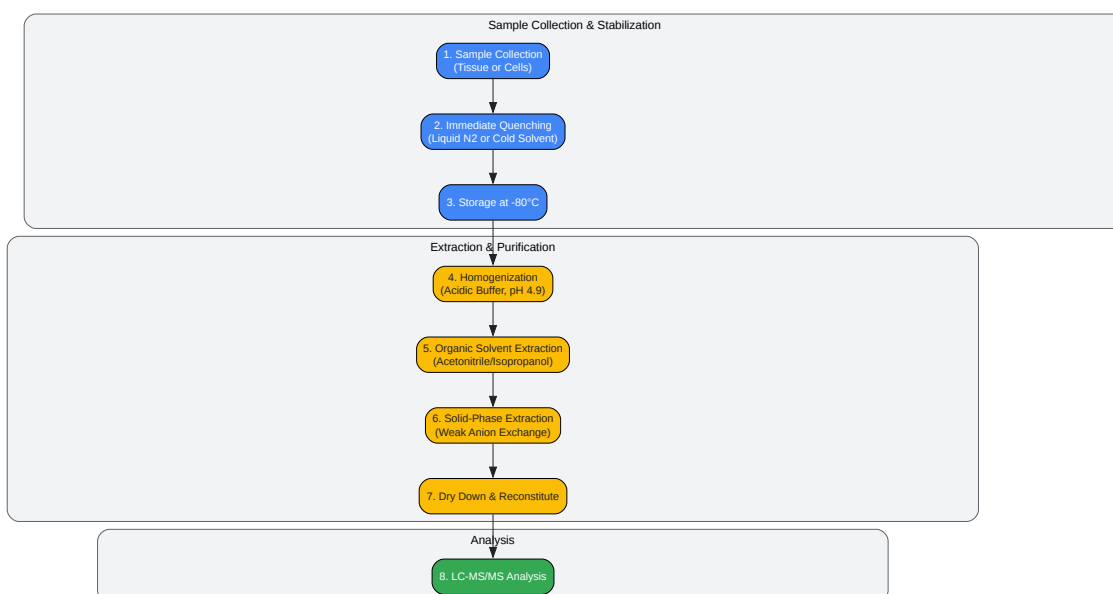 Sample Collection & Stabilization
1. Sample Collection
(Tissue or Cells)
2. Immediate Quenching
(Liquid N2 or Cold Solvent)
3. Storage at -80°C
Extraction & Purification
4. Homogenization
(Acidic Buffer, pH 4.9)
5. Organic Solvent Extraction
(Acetonitrile/Isopropanol)
6. Solid-Phase Extraction
(Weak Anion Exchange)
7. Dry Down & Reconstitute
Analysis
8. LC-MS/MS Analysis